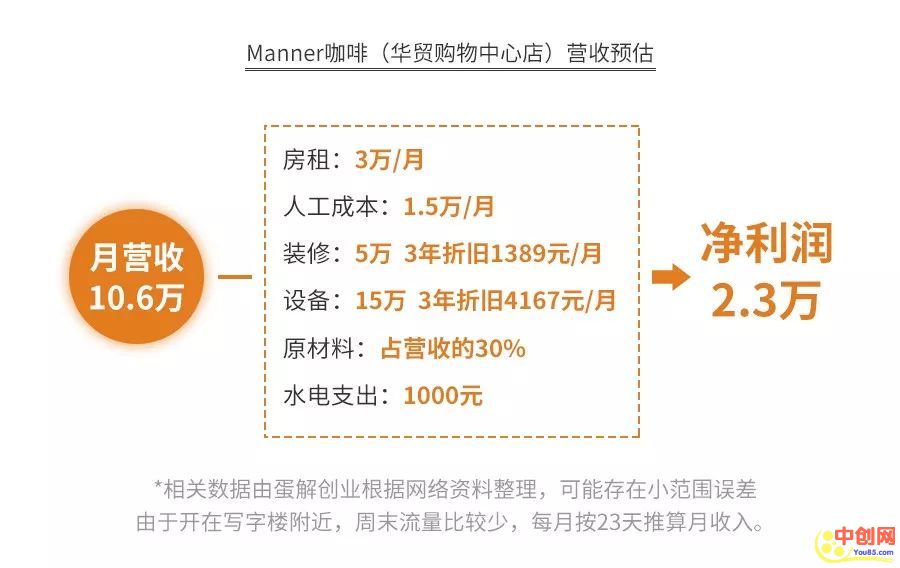 Manner咖啡（华贸购物中心店）营收预估
月营收
10.6万
房租：3万/月
人工成本：1.5万/月
装修：5万 3年折旧1389元/月
设备：15万 3年折旧4167元/月
原材料：占营收的30%
水电支出：1000元
净利润
2.3万
*相关数据由蛋解创业根据网络资料整理，可能存在小范围误差
由于开在写字楼附近，周末流量比较少，每月按23天推算月收入。
中创网
You85.com